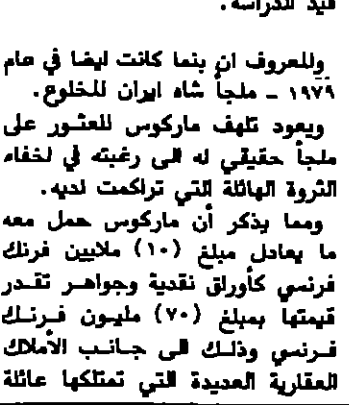 قيد الدراسة.
والمعروف ان بنما كانت ايضا في عام
١٩٧٩ ـ ملجأ شاه ايران المخلوع.
ويعود تلهف ماركوس للعثور على
ملجأ حقيقي له الى رغبته في اخفاء
الثروة الهائلة التي تراكمت لديه.
ومما يذكر أن ماركوس حمل معه
ما يعادل مبلغ (١٠) ملايين فرنك
فرنسي كأوراق نقدية وجواهر تقدر
قيمتها بمبلغ (٧٠) مليون فرنك
فرنسي وذلك الى جانب الأملاك
العقارية العديدة التي تمتلكها عائلة